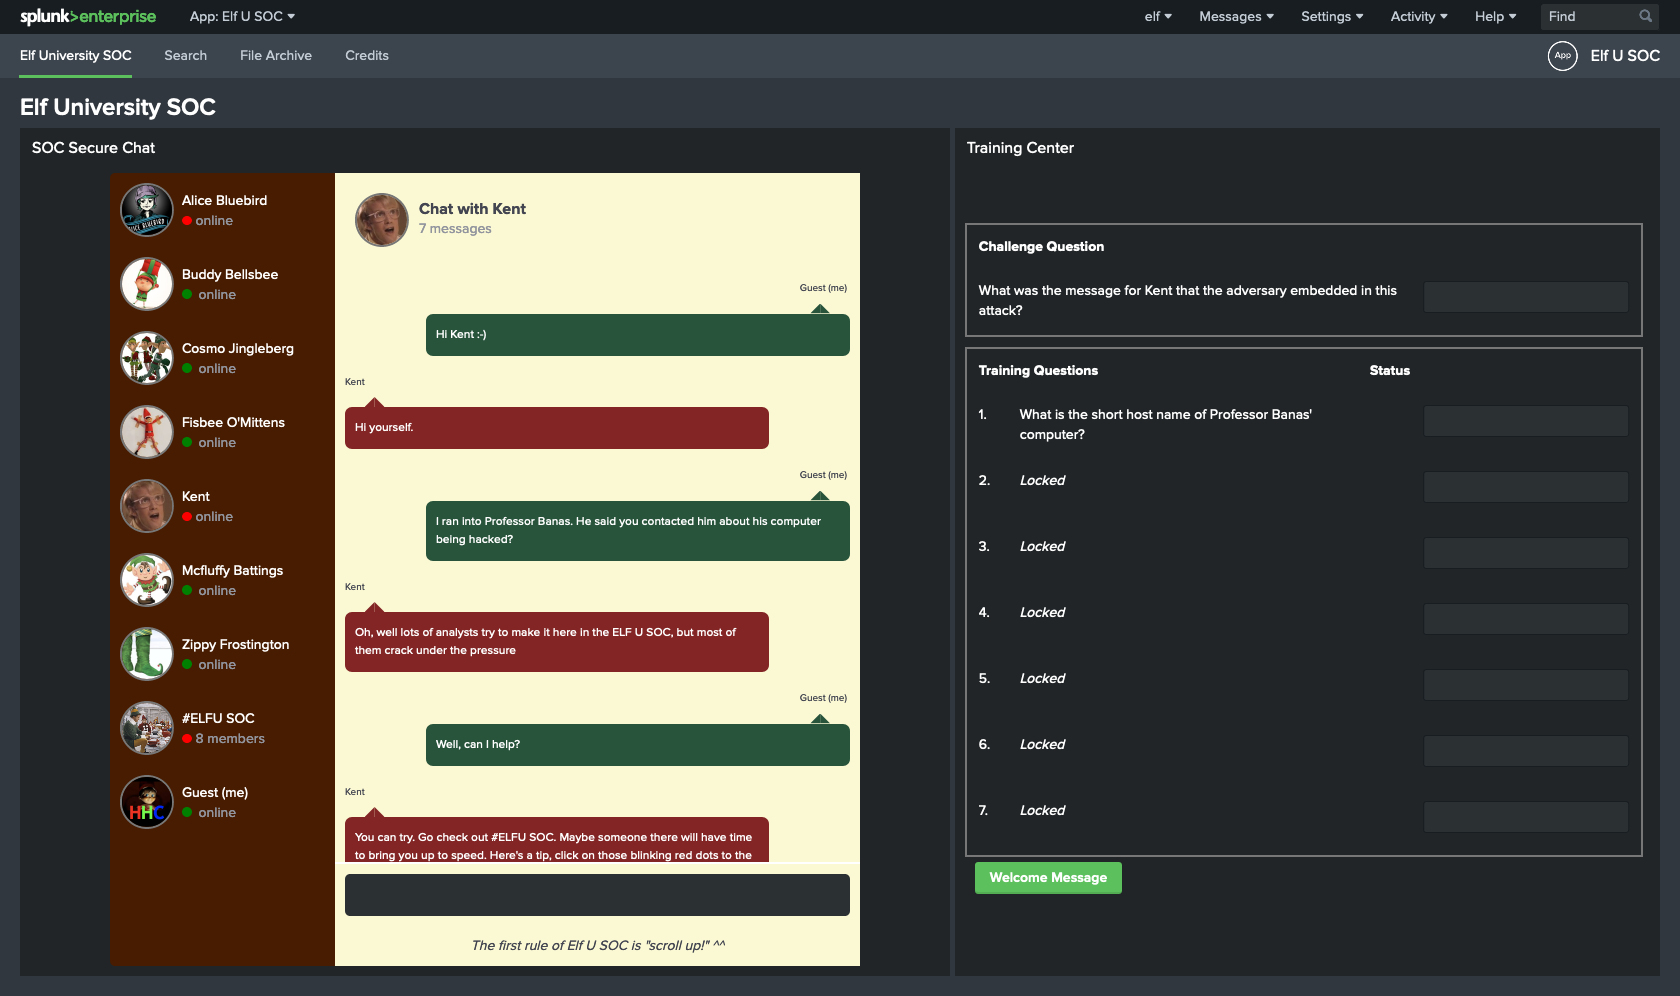 splunk>enterprise App: Elf U SOC elf Messages Settings Activity Help Find
Elf University SOC Search File Archive Credits App Elf U SOC
Elf University SOC
SOC Secure Chat
Alice Bluebird
online
ALICE BLUEBIRD
Buddy Bellsbee
online
Cosmo Jingleberg
online
Fisbee O'Mittens
online
Kent
online
Mcfluffy Battings
online
Zippy Frostington
online
#ELFU SOC
8 members
Guest (me)
online
HHC
Chat with Kent
7 messages
Guest (me)
Hi Kent :-)
Kent
Hi yourself.
Guest (me)
I ran into Professor Banas. He said you contacted him about his computer
being hacked?
Kent
Oh, well lots of analysts try to make it here in the ELF U SOC, but most of
them crack under the pressure
Guest (me)
Well, can I help?
Kent
You can try. Go check out #ELFU SOC. Maybe someone there will have time
to bring you up to speed. Here's a tip, click on those blinking red dots to the
The first rule of Elf U SOC is "scroll up!" ^^
Training Center
Challenge Question
What was the message for Kent that the adversary embedded in this
attack?
Training Questions Status
1. What is the short host name of Professor Banas'
computer?
2. Locked
3. Locked
4. Locked
5. Locked
6. Locked
7. Locked
Welcome Message